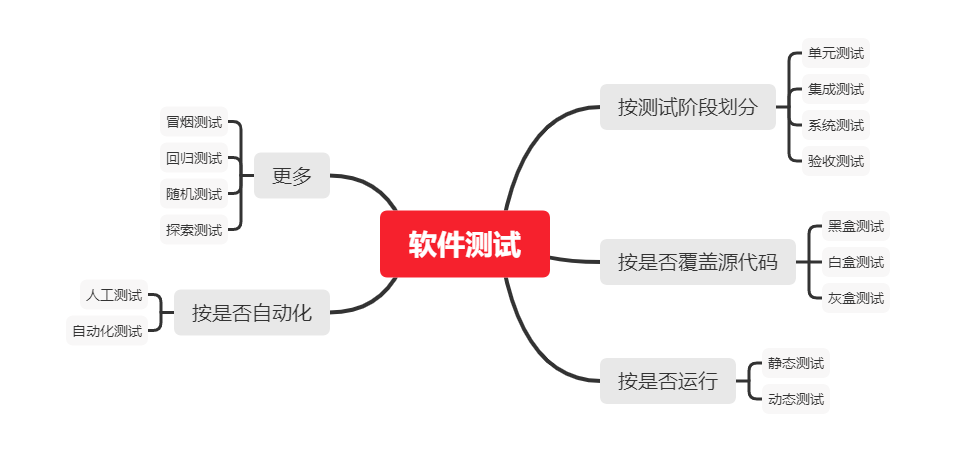 软件测试
按测试阶段划分
单元测试
集成测试
系统测试
验收测试
按是否覆盖源代码
黑盒测试
白盒测试
灰盒测试
按是否运行
静态测试
动态测试
更多
冒烟测试
回归测试
随机测试
探索测试
按是否自动化
人工测试
自动化测试